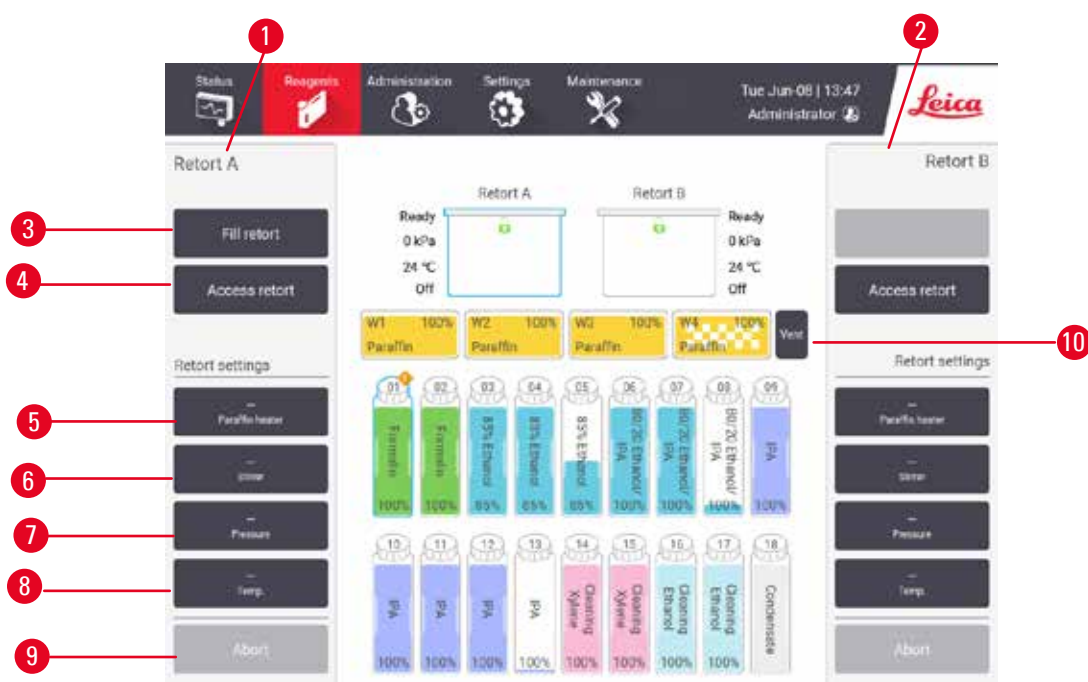 1
2
Status Reagents Administration Settings Maintenance
Tue Jun-08 | 13:47
Administrator
Leica
Retort A
Retort B
Retort A Retort B
Ready
0 kPa
24 °C
Off
Ready
0 kPa
24 °C
Off
3
Fill retort
4
Access retort
Access retort
W1 100% Paraffin
W2 100% Paraffin
W3 100% Paraffin
W4 100% Paraffin
Vent
10
Retort settings
Retort settings
5
Paraffin heater
Paraffin heater
6
Stirrer
Stirrer
7
Pressure
Pressure
8
Temp.
Temp.
9
Abort
Abort
01 Formalin 100%
02 Formalin 100%
03 85% Ethanol 85%
04 85% Ethanol 85%
05 85% Ethanol 85%
06 80/20 Ethanol/ IPA 100%
07 80/20 Ethanol/ IPA 100%
08 80/20 Ethanol/ IPA 100%
09 IPA 100%
10 IPA 100%
11 IPA 100%
12 IPA 100%
13 IPA 100%
14 Cleaning Xylene 100%
15 Cleaning Xylene 100%
16 Cleaning Ethanol 100%
17 Cleaning Ethanol 100%
18 Condensate